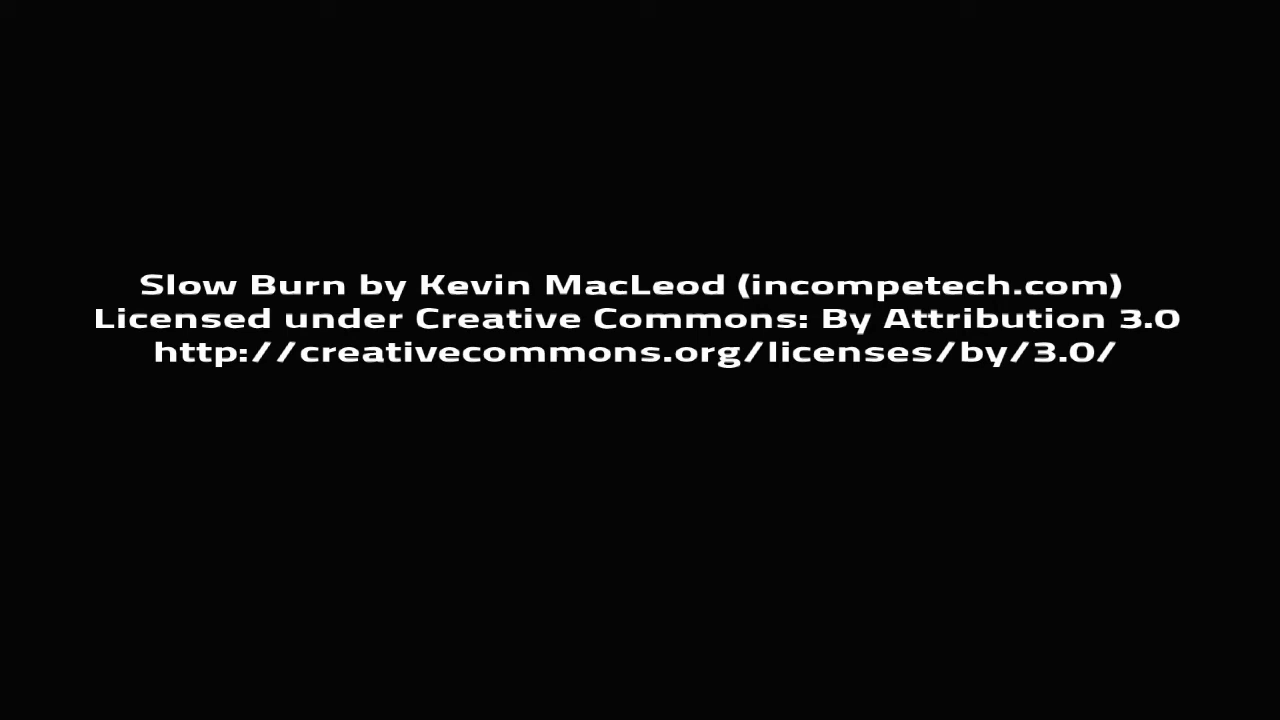 Slow Burn by Kevin MacLeod (incompetech.com)
Licensed under Creative Commons: By Attribution 3.0
http://creativecommons.org/licenses/by/3.0/